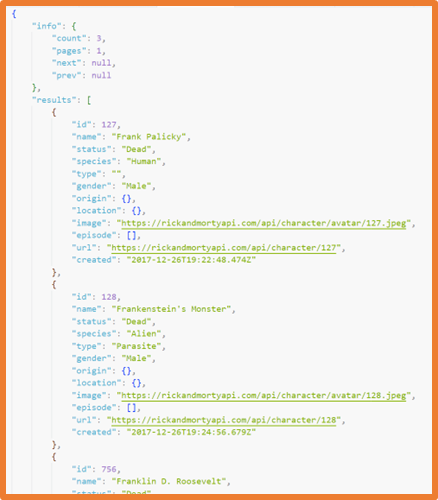 {
"info": {
"count": 3,
"pages": 1,
"next": null,
"prev": null
},
"results": [
{
"id": 127,
"name": "Frank Palicky",
"status": "Dead",
"species": "Human",
"type": "",
"gender": "Male",
"origin": {},
"location": {},
"image": "https://rickandmortyapi.com/api/character/avatar/127.jpeg",
"episode": [],
"url": "https://rickandmortyapi.com/api/character/127",
"created": "2017-12-26T19:22:48.474Z"
},
{
"id": 128,
"name": "Frankenstein's Monster",
"status": "Dead",
"species": "Alien",
"type": "Parasite",
"gender": "Male",
"origin": {},
"location": {},
"image": "https://rickandmortyapi.com/api/character/avatar/128.jpeg",
"episode": [],
"url": "https://rickandmortyapi.com/api/character/128",
"created": "2017-12-26T19:24:56.679Z"
},
{
"id": 756,
"name": "Franklin D. Roosevelt",
"status": "Dead",